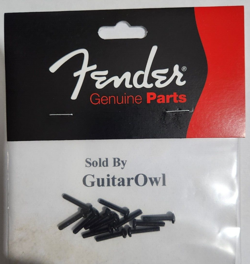 Fender
Genuine Parts
Sold By
GuitarOwl